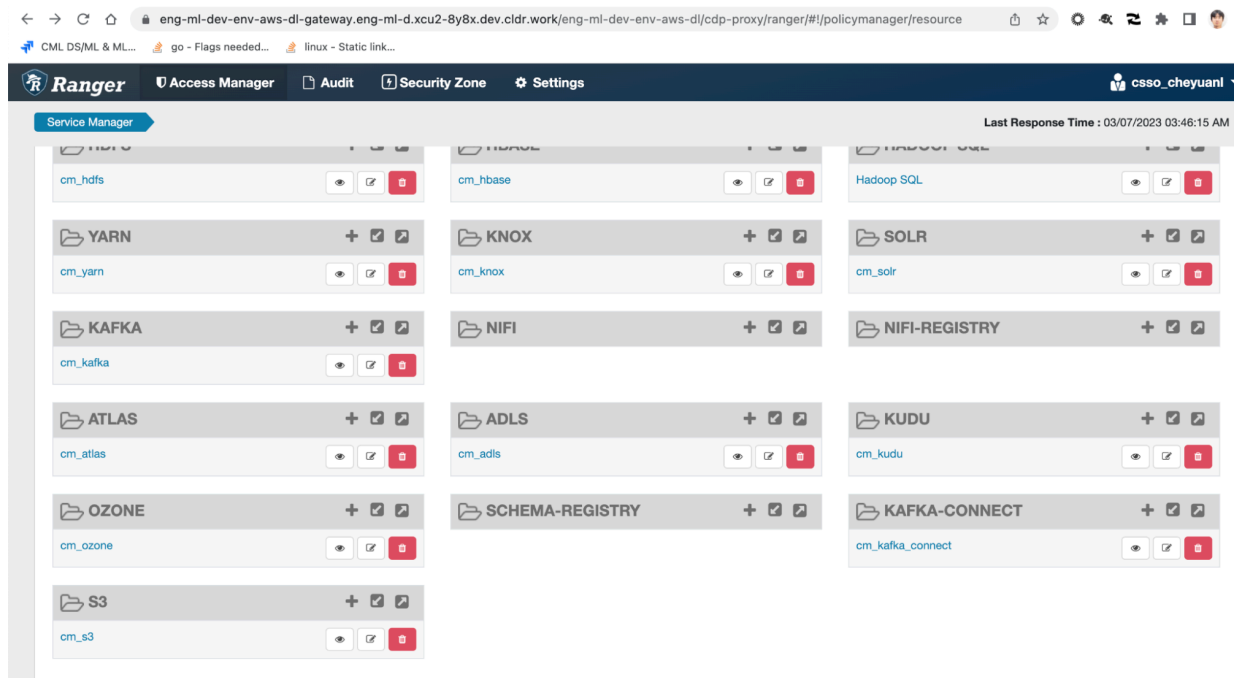 eng-ml-dev-env-aws-dl-gateway.eng-ml-d.xcu2-8y8x.dev.cldr.work/eng-ml-dev-env-aws-dl/cdp-proxy/ranger/#!/policymanager/resource
CML DS/ML & ML... go - Flags needed... linux - Static link...
Ranger Access Manager Audit Security Zone Settings csso_cheyuanl
Service Manager Last Response Time : 03/07/2023 03:46:15 AM
HDFS HBASE HADOOP SQL
cm_hdfs cm_hbase Hadoop SQL
YARN KNOX SOLR
cm_yarn cm_knox cm_solr
KAFKA NIFI NIFI-REGISTRY
cm_kafka
ATLAS ADLS KUDU
cm_atlas cm_adls cm_kudu
OZONE SCHEMA-REGISTRY KAFKA-CONNECT
cm_ozone cm_kafka_connect
S3
cm_s3